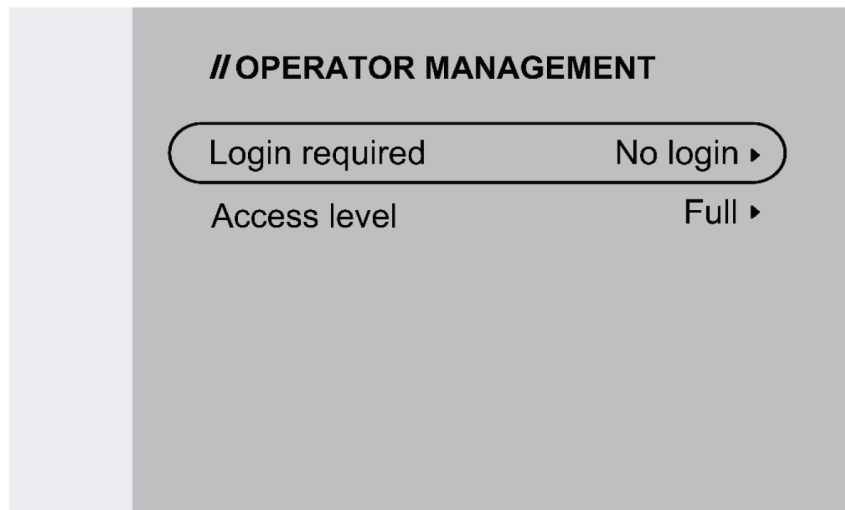 // OPERATOR MANAGEMENT
Login required No login ▸
Access level Full ▸